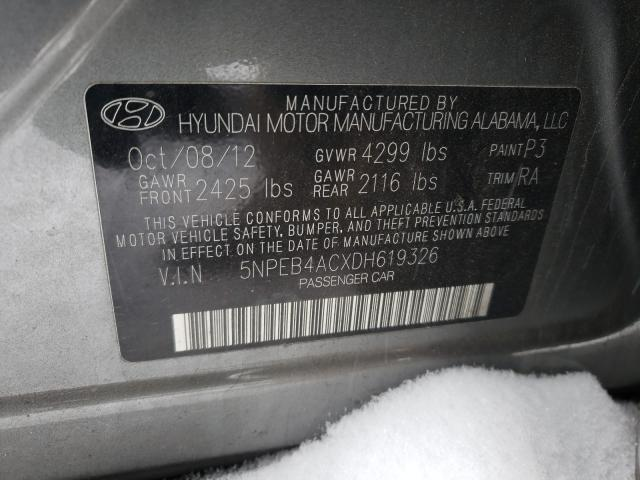 MANUFACTURED BY
HYUNDAI MOTOR MANUFACTURING ALABAMA, LLC
Oct/08/12 GVWR 4299 lbs PAINT P3
GAWR FRONT 2425 lbs GAWR REAR 2116 lbs TRIM RA
THIS VEHICLE CONFORMS TO ALL APPLICABLE U.S.A. FEDERAL
MOTOR VEHICLE SAFETY, BUMPER, AND THEFT PREVENTION STANDARDS
IN EFFECT ON THE DATE OF MANUFACTURE SHOWN ABOVE.
V.I.N 5NPEB4ACXDH619326
PASSENGER CAR